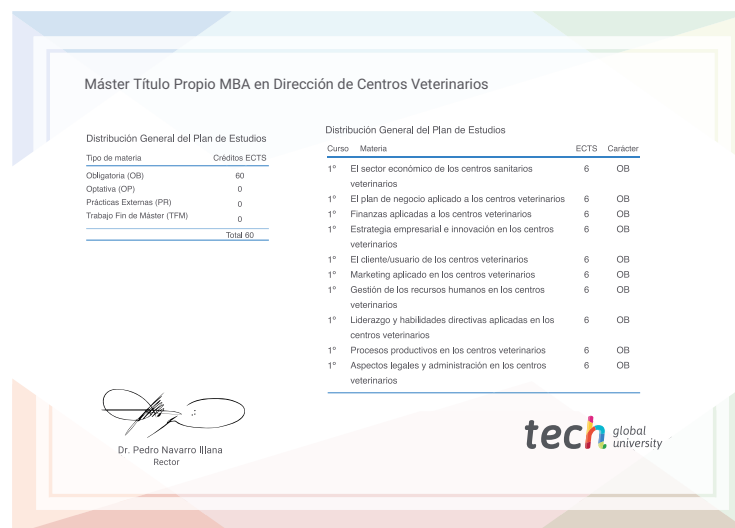 Máster Título Propio MBA en Dirección de Centros Veterinarios
Distribución General del Plan de Estudios
Tipo de materia Créditos ECTS
Obligatoria (OB) 60
Optativa (OP) 0
Prácticas Externas (PR) 0
Trabajo Fin de Máster (TFM) 0
Total 60
Distribución General del Plan de Estudios
Curso Materia ECTS Carácter
1º El sector económico de los centros sanitarios 6 OB
veterinarios
1º El plan de negocio aplicado a los centros veterinarios 6 OB
1º Finanzas aplicadas a los centros veterinarios 6 OB
1º Estrategia empresarial e innovación en los centros 6 OB
veterinarios
1º El cliente/usuario de los centros veterinarios 6 OB
1º Marketing aplicado en los centros veterinarios 6 OB
1º Gestión de los recursos humanos en los centros 6 OB
veterinarios
1º Liderazgo y habilidades directivas aplicadas en los 6 OB
centros veterinarios
1º Procesos productivos en los centros veterinarios 6 OB
1º Aspectos legales y administración en los centros 6 OB
veterinarios
Dr. Pedro Navarro Illana
Rector
tech global
university